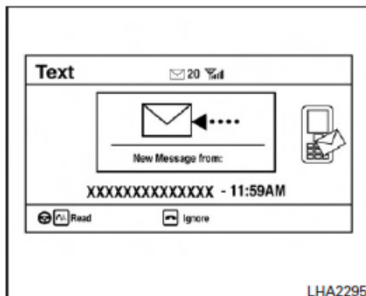 Text 20
New Message from:
XXXXXXXXXXXXXX - 11:59AM
Read Ignore
LHA2295